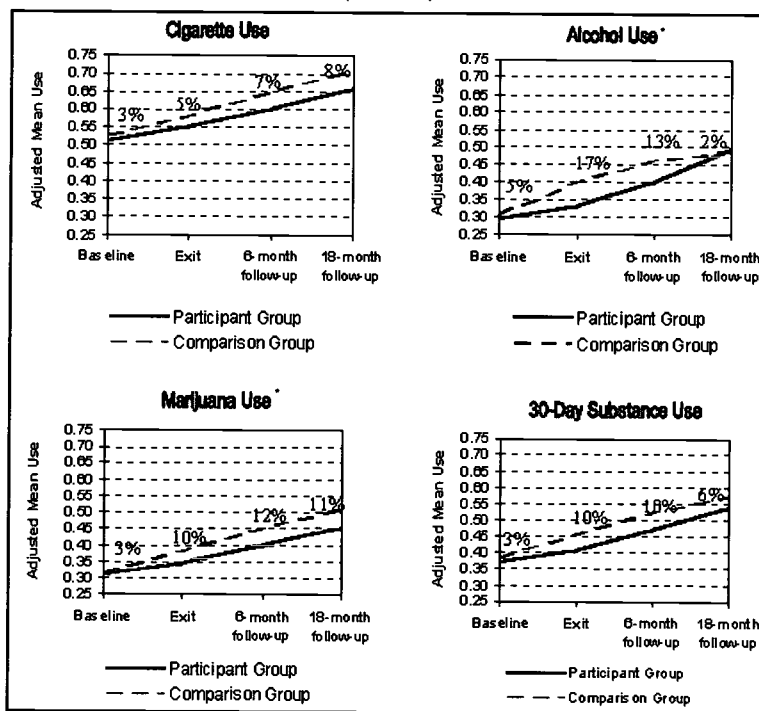 Cigarette Use
Adjusted Mean Use
0.75
0.70
0.65
0.60
0.55
0.50
0.45
0.40
0.35
0.30
0.25
3%
5%
7%
8%
Baseline
Exit
6-month follow-up
18-month follow-up
Participant Group
Comparison Group
Alcohol Use *
Adjusted Mean Use
0.75
0.70
0.65
0.60
0.55
0.50
0.45
0.40
0.35
0.30
0.25
5%
17%
13%
2%
Baseline
Exit
6-month follow-up
18-month follow-up
Participant Group
Comparison Group
Marijuana Use *
Adjusted Mean Use
0.75
0.70
0.65
0.60
0.55
0.50
0.45
0.40
0.35
0.30
0.25
3%
10%
12%
11%
Baseline
Exit
6-month follow-up
18-month follow-up
Participant Group
Comparison Group
30-Day Substance Use
Adjusted Mean Use
0.75
0.70
0.65
0.60
0.55
0.50
0.45
0.40
0.35
0.30
0.25
3%
10%
6%
Baseline
Exit
6-month follow-up
18-month follow-up
Participant Group
Comparison Group